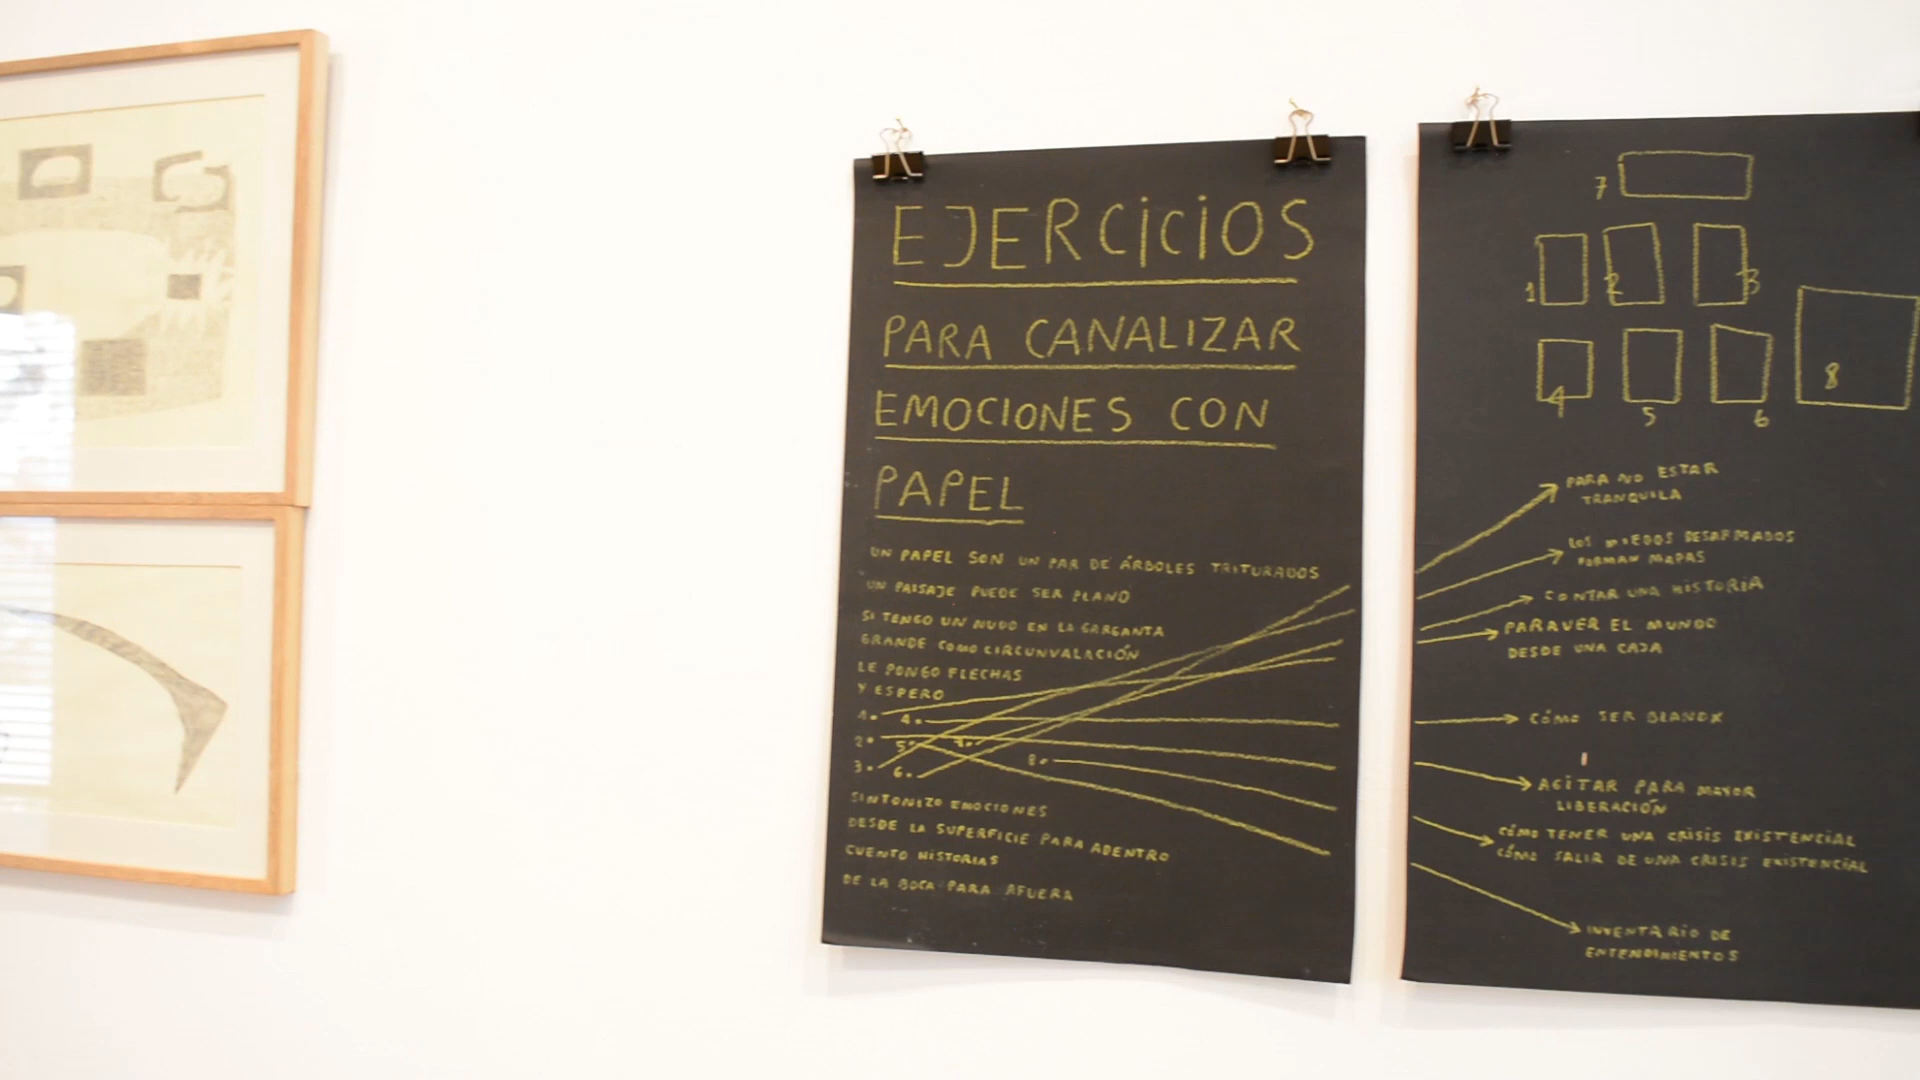 EJERCICIOS
PARA CANALIZAR
EMOCIONES CON
PAPEL
UN PAPEL SON UN PAR DE ÁRBOLES TRITURADOS
UN PAISAJE PUEDE SER PLANO
SI TENGO UN NUDO EN LA GARGANTA
GRANDE COMO CIRCUNVALACIÓN
LE PONGO FLECHAS
Y ESPERO
1. 4.
2. 5. 7.
3. 6. 8.
SINTONIZO EMOCIONES
DESDE LA SUPERFICIE PARA ADENTRO
CUENTO HISTORIAS
DE LA BOCA PARA AFUERA
7
1 2 3
4 5 6 8
PARA NO ESTAR
TRANQUILA
LOS MIEDOS DESARMADOS
FORMAN MAPAS
CONTAR UNA HISTORIA
PARA VER EL MUNDO
DESDE UNA CAJA
CÓMO SER BLANDX
AGITAR PARA MAYOR
LIBERACIÓN
CÓMO TENER UNA CRISIS EXISTENCIAL
CÓMO SALIR DE UNA CRISIS EXISTENCIAL
INVENTARIO DE
ENTENDIMIENTOS